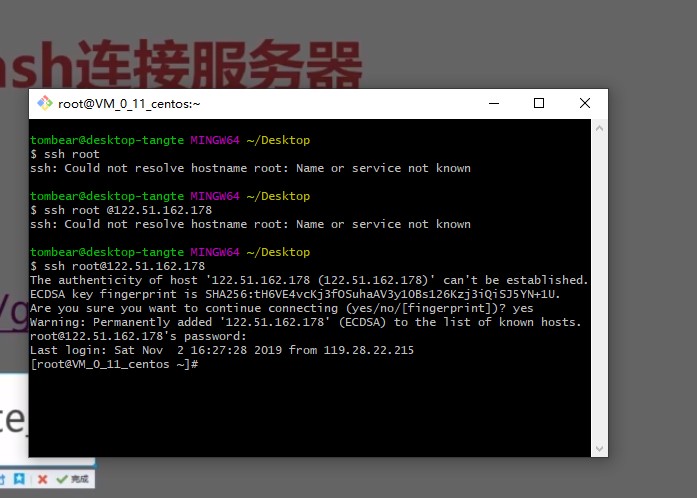 ash连接服务器
root@VM_0_11_centos:~
tombear@desktop-tangte MINGW64 ~/Desktop
$ ssh root
ssh: Could not resolve hostname root: Name or service not known
tombear@desktop-tangte MINGW64 ~/Desktop
$ ssh root @122.51.162.178
ssh: Could not resolve hostname root: Name or service not known
tombear@desktop-tangte MINGW64 ~/Desktop
$ ssh root@122.51.162.178
The authenticity of host '122.51.162.178 (122.51.162.178)' can't be established.
ECDSA key fingerprint is SHA256:tH6VE4vcKj3fOSuhaAV3y1OBs126Kzj3iQiSJ5YN+1U.
Are you sure you want to continue connecting (yes/no/[fingerprint])? yes
Warning: Permanently added '122.51.162.178' (ECDSA) to the list of known hosts.
root@122.51.162.178's password:
Last login: Sat Nov  2 16:27:28 2019 from 119.28.22.215
[root@VM_0_11_centos ~]#
/g
te
完成